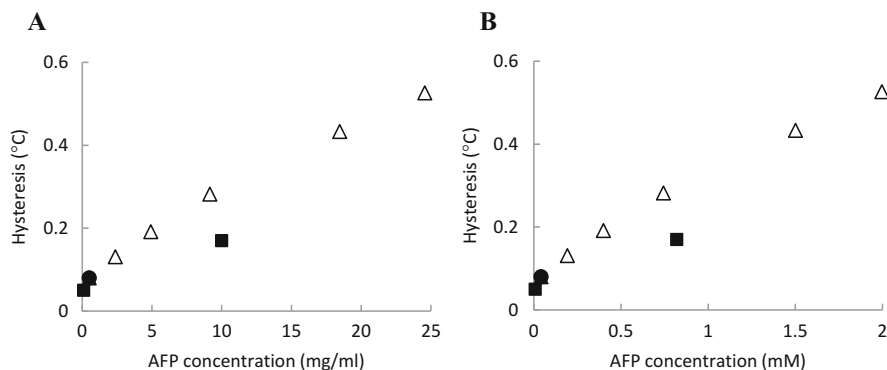 A
Hysteresis (°C)
0.6
0.4
0.2
0
0 5 10 15 20 25
AFP concentration (mg/ml)
B
Hysteresis (°C)
0.6
0.4
0.2
0
0 0.5 1 1.5 2
AFP concentration (mM)